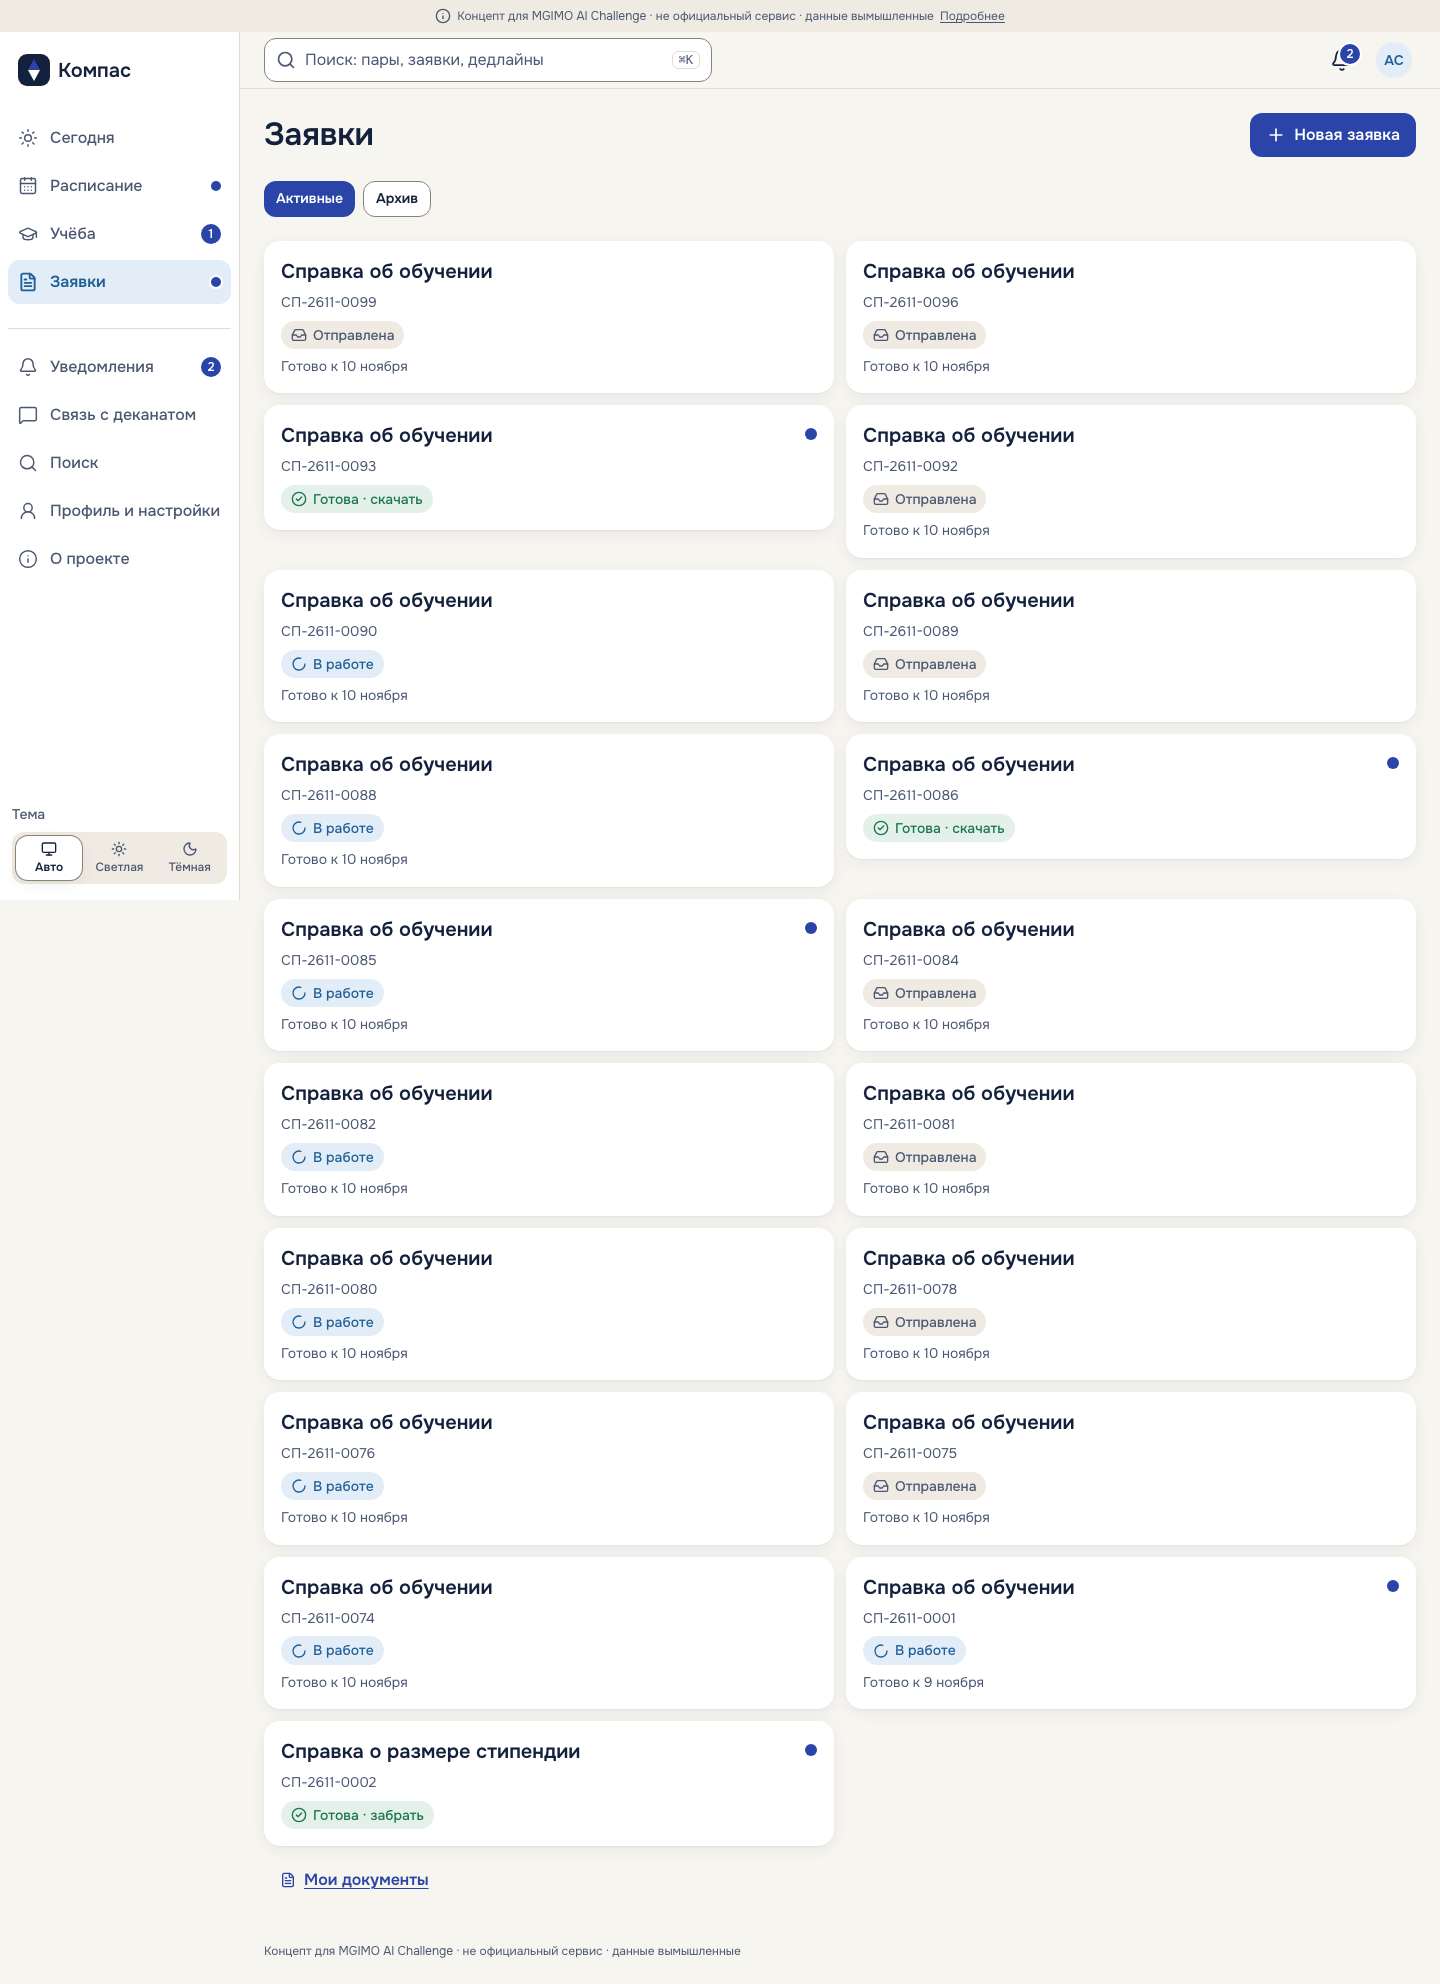 Концепт для MGIMO AI Challenge · не официальный сервис · данные вымышленные Подробнее
Компас
Поиск: пары, заявки, дедлайны
⌘K
2
АС
Сегодня
Расписание
Учёба
1
Заявки
Уведомления
2
Связь с деканатом
Поиск
Профиль и настройки
О проекте
Тема
Авто
Светлая
Тёмная
Заявки
Новая заявка
Активные
Архив
Справка об обучении
СП-2611-0099
Отправлена
Готово к 10 ноября
Справка об обучении
СП-2611-0096
Отправлена
Готово к 10 ноября
Справка об обучении
СП-2611-0093
Готова · скачать
Справка об обучении
СП-2611-0092
Отправлена
Готово к 10 ноября
Справка об обучении
СП-2611-0090
В работе
Готово к 10 ноября
Справка об обучении
СП-2611-0089
Отправлена
Готово к 10 ноября
Справка об обучении
СП-2611-0088
В работе
Готово к 10 ноября
Справка об обучении
СП-2611-0086
Готова · скачать
Справка об обучении
СП-2611-0085
В работе
Готово к 10 ноября
Справка об обучении
СП-2611-0084
Отправлена
Готово к 10 ноября
Справка об обучении
СП-2611-0082
В работе
Готово к 10 ноября
Справка об обучении
СП-2611-0081
Отправлена
Готово к 10 ноября
Справка об обучении
СП-2611-0080
В работе
Готово к 10 ноября
Справка об обучении
СП-2611-0078
Отправлена
Готово к 10 ноября
Справка об обучении
СП-2611-0076
В работе
Готово к 10 ноября
Справка об обучении
СП-2611-0075
Отправлена
Готово к 10 ноября
Справка об обучении
СП-2611-0074
В работе
Готово к 10 ноября
Справка об обучении
СП-2611-0001
В работе
Готово к 9 ноября
Справка о размере стипендии
СП-2611-0002
Готова · забрать
Мои документы
Концепт для MGIMO AI Challenge · не официальный сервис · данные вымышленные